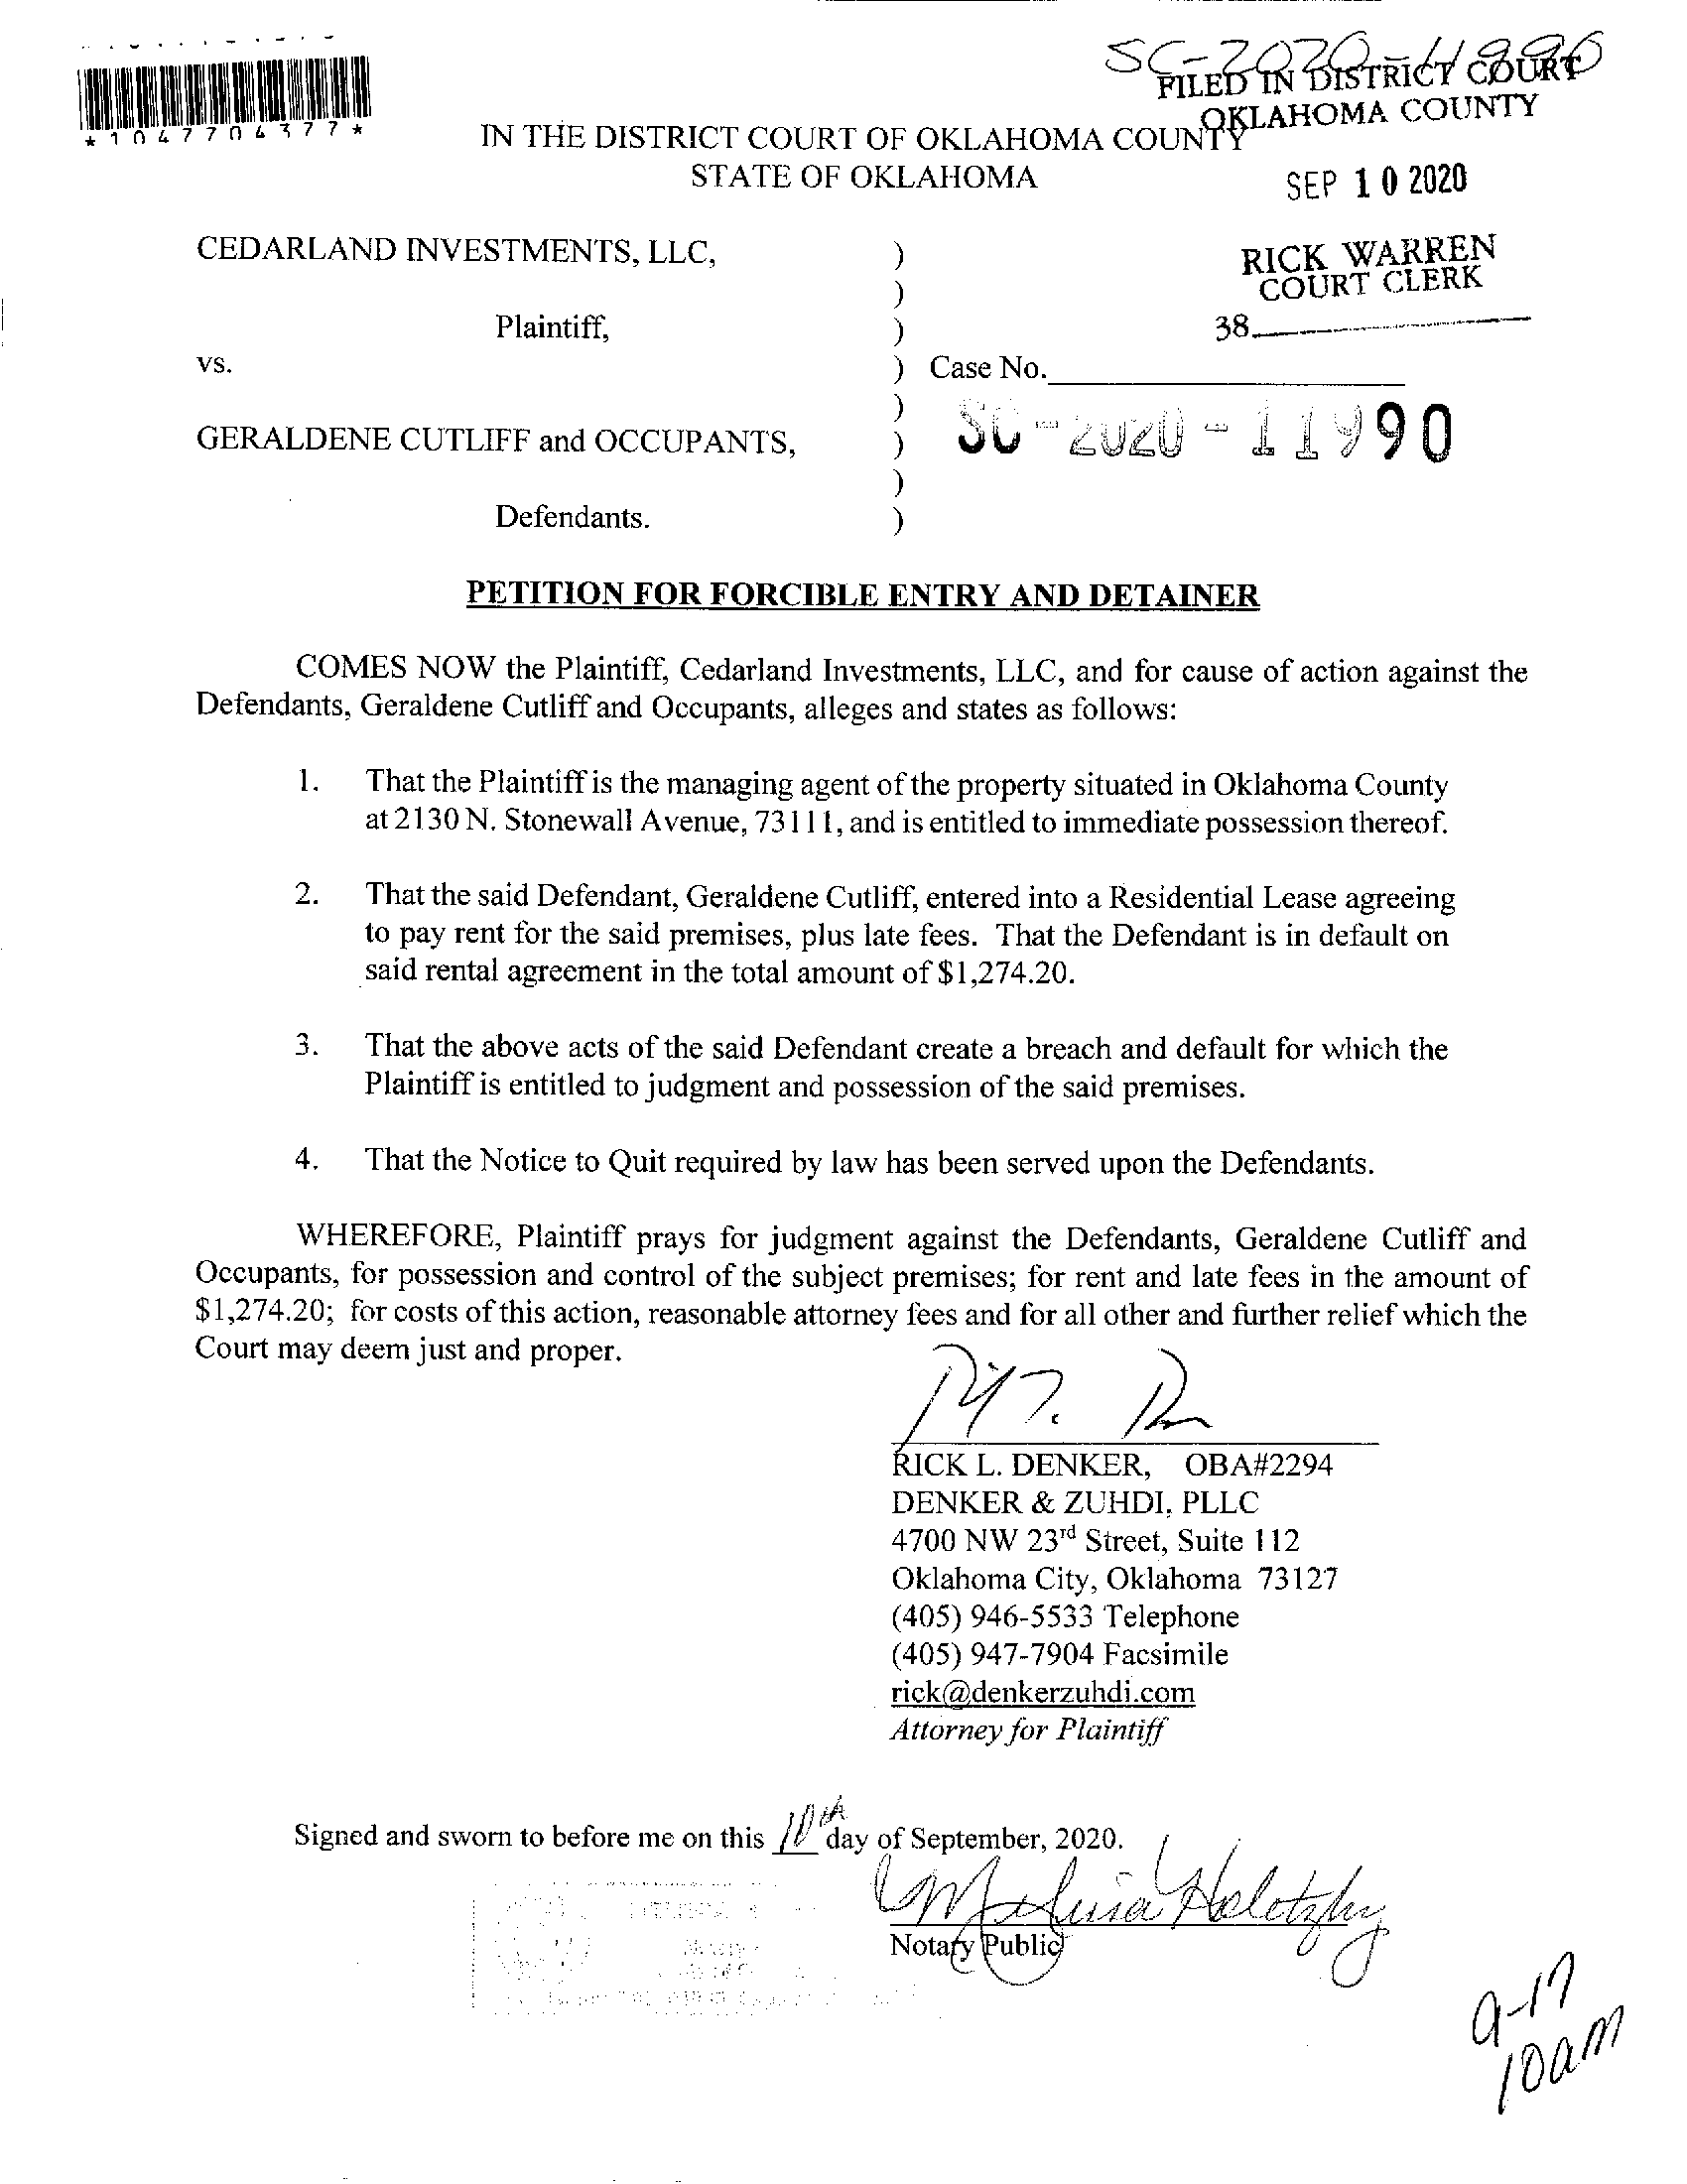 *1047704377*
FILED IN DISTRICT COURT
OKLAHOMA COUNTY
IN THE DISTRICT COURT OF OKLAHOMA COUNTY
STATE OF OKLAHOMA
SEP 10 2020
CEDARLAND INVESTMENTS, LLC, )
RICK WARREN
COURT CLERK
)
Plaintiff, )
38.
vs. ) Case No.
)
SC-2020-11990
GERALDENE CUTLIFF and OCCUPANTS, )
)
Defendants. )
PETITION FOR FORCIBLE ENTRY AND DETAINER
COMES NOW the Plaintiff, Cedarland Investments, LLC, and for cause of action against the
Defendants, Geraldene Cutliff and Occupants, alleges and states as follows:
1. That the Plaintiff is the managing agent of the property situated in Oklahoma County
at 2130 N. Stonewall Avenue, 73111, and is entitled to immediate possession thereof.
2. That the said Defendant, Geraldene Cutliff, entered into a Residential Lease agreeing
to pay rent for the said premises, plus late fees. That the Defendant is in default on
said rental agreement in the total amount of $1,274.20.
3. That the above acts of the said Defendant create a breach and default for which the
Plaintiff is entitled to judgment and possession of the said premises.
4. That the Notice to Quit required by law has been served upon the Defendants.
WHEREFORE, Plaintiff prays for judgment against the Defendants, Geraldene Cutliff and
Occupants, for possession and control of the subject premises; for rent and late fees in the amount of
$1,274.20; for costs of this action, reasonable attorney fees and for all other and further relief which the
Court may deem just and proper.
RICK L. DENKER, OBA#2294
DENKER & ZUHDI, PLLC
4700 NW 23rd Street, Suite 112
Oklahoma City, Oklahoma 73127
(405) 946-5533 Telephone
(405) 947-7904 Facsimile
rick@denkerzuhdi.com
Attorney for Plaintiff
Signed and sworn to before me on this 10th day of September, 2020.
Notary Public
9-17
10am